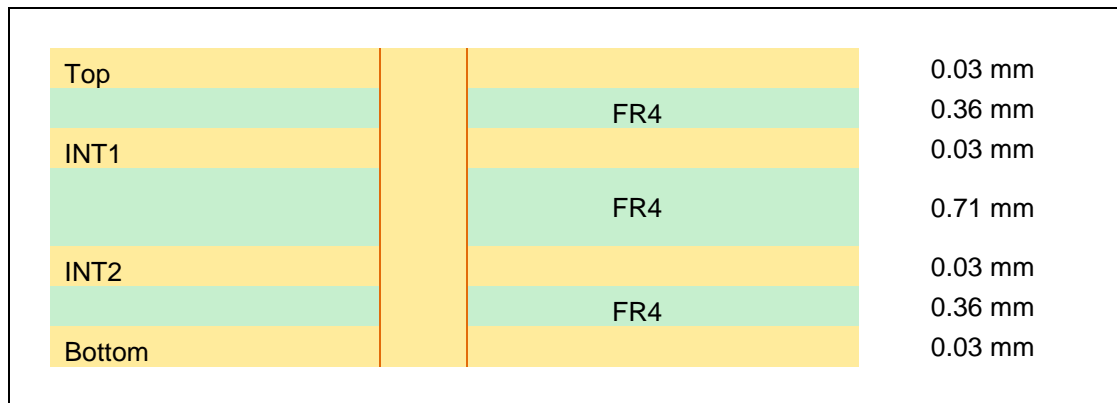 Top 0.03 mm
FR4 0.36 mm
INT1 0.03 mm
FR4 0.71 mm
INT2 0.03 mm
FR4 0.36 mm
Bottom 0.03 mm